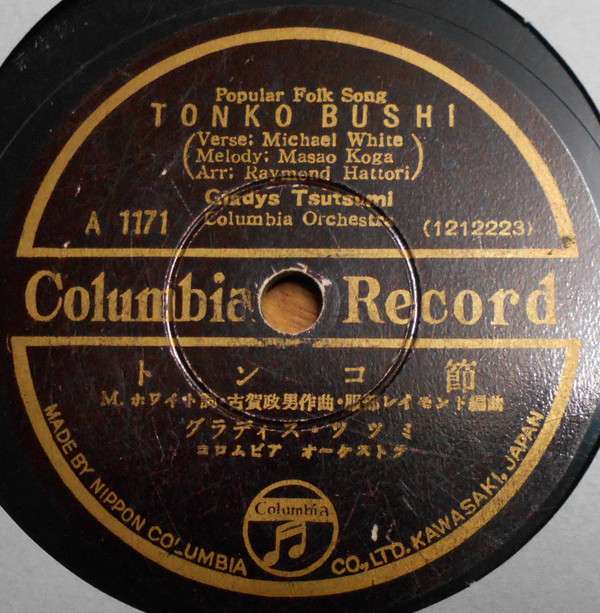 Popular Folk Song
TONKO BUSHI
(Verse; Michael White
Melody; Masao Koga
Arr; Raymond Hattori)
Gladys Tsutsumi
A 1171 Columbia Orchestra (1212223)
Columbia Record
トンコ節
M.ホワイト詞・古賀政男作曲・服部レイモンド編曲
グラディス・ツツミ
コロムビア オーケストラ
Columbia
MADE BY NIPPON COLUMBIA CO., LTD. KAWASAKI, JAPAN